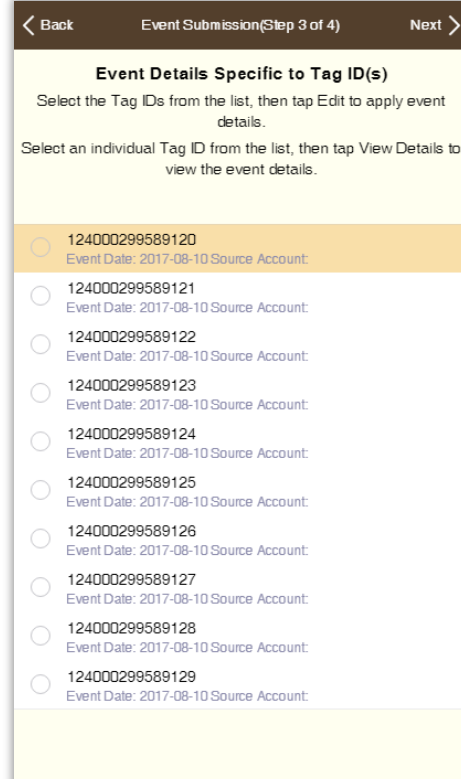 Back Event Submission(Step 3 of 4) Next
Event Details Specific to Tag ID(s)
Select the Tag IDs from the list, then tap Edit to apply event
details.
Select an individual Tag ID from the list, then tap View Details to
view the event details.
124000299589120
Event Date: 2017-08-10 Source Account:
124000299589121
Event Date: 2017-08-10 Source Account:
124000299589122
Event Date: 2017-08-10 Source Account:
124000299589123
Event Date: 2017-08-10 Source Account:
124000299589124
Event Date: 2017-08-10 Source Account:
124000299589125
Event Date: 2017-08-10 Source Account:
124000299589126
Event Date: 2017-08-10 Source Account:
124000299589127
Event Date: 2017-08-10 Source Account:
124000299589128
Event Date: 2017-08-10 Source Account:
124000299589129
Event Date: 2017-08-10 Source Account: